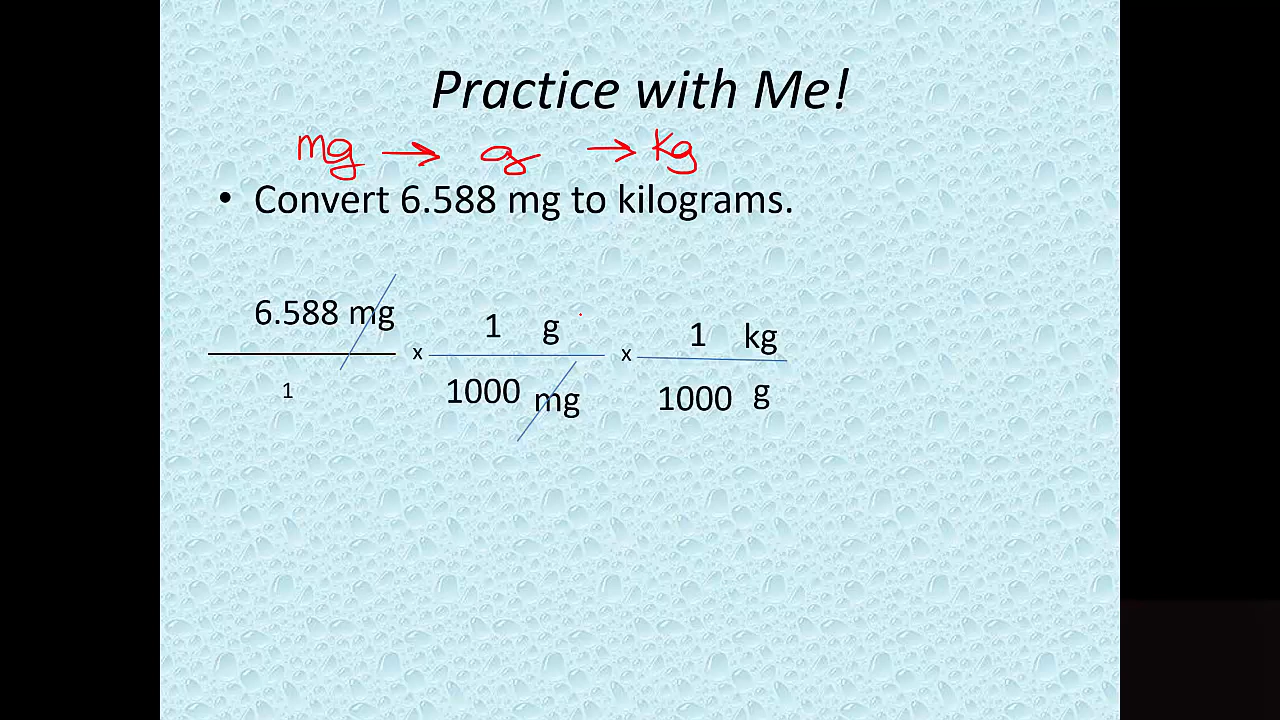 Practice with Me!
mg → g → kg
• Convert 6.588 mg to kilograms.
6.588 mg x 1 g x 1 kg
1 1000 mg 1000 g